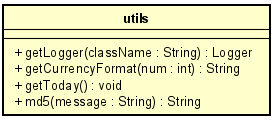 utils
+ getLogger(className : String) : Logger
+ getCurrencyFormat(num : int) : String
+ getToday() : void
+ md5(message : String) : String